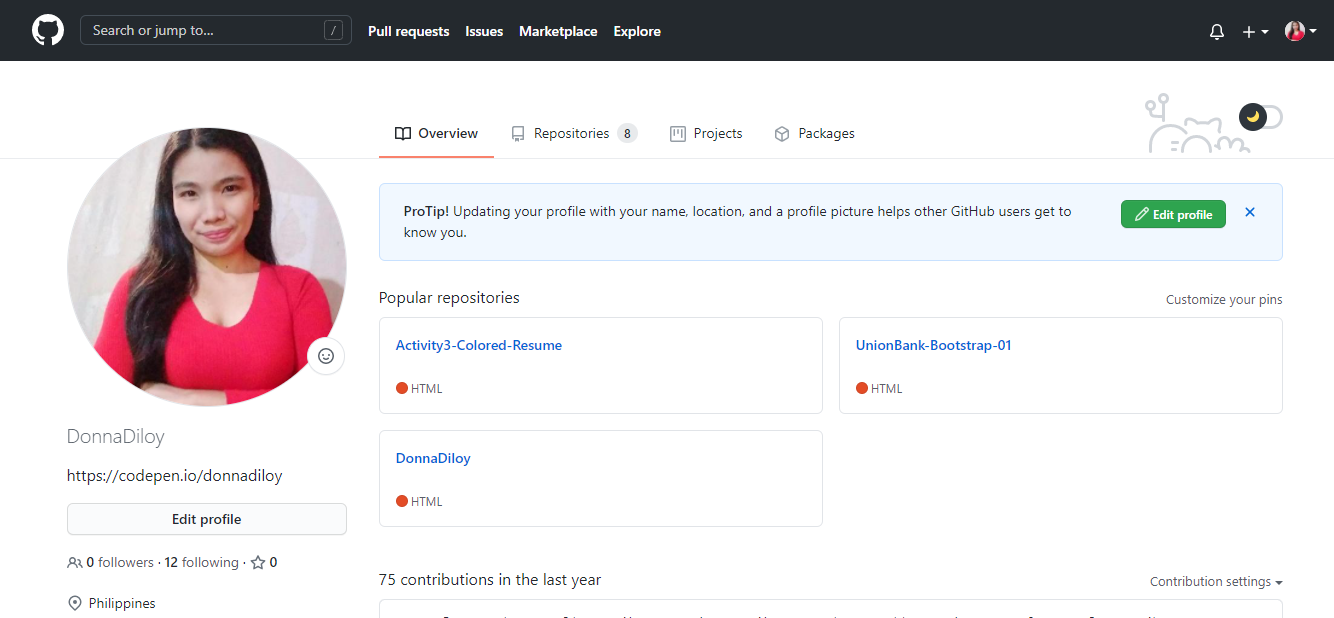 Search or jump to... / Pull requests Issues Marketplace Explore
Overview Repositories 8 Projects Packages
ProTip! Updating your profile with your name, location, and a profile picture helps other GitHub users get to
know you.
Edit profile
Popular repositories
Customize your pins
Activity3-Colored-Resume
HTML
UnionBank-Bootstrap-01
HTML
DonnaDiloy
HTML
DonnaDiloy
https://codepen.io/donnadiloy
Edit profile
0 followers · 12 following · 0
Philippines
75 contributions in the last year
Contribution settings